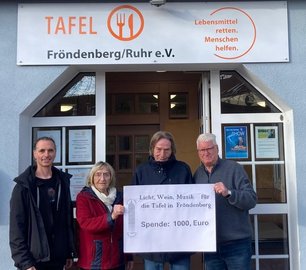 TAFEL
Fröndenberg/Ruhr e.V.
Lebensmittel
retten.
Menschen
helfen.
Licht, Wein, Musik für
die Tafel in Fröndenberg
Spende: 1000, Euro